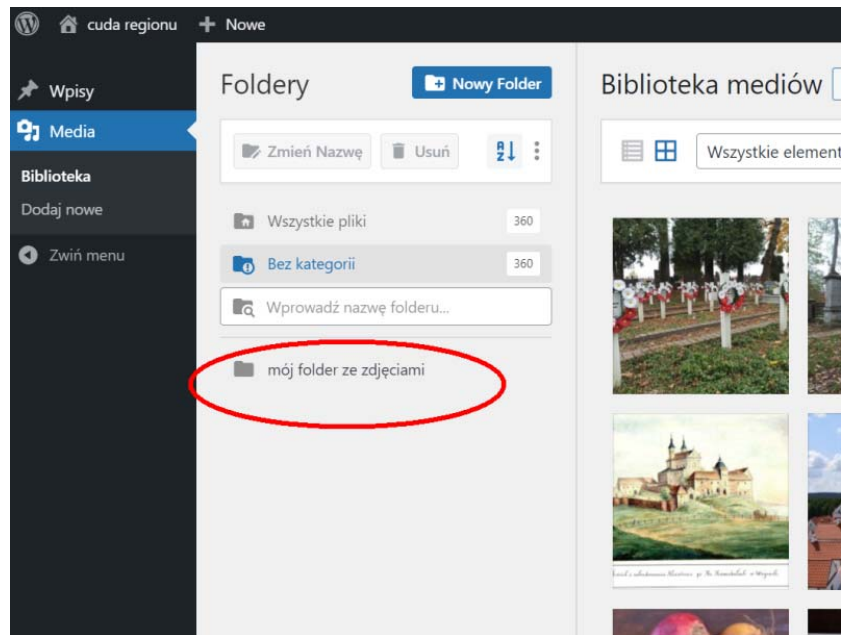 cuda regionu
Nowe
Wpisy
Media
Biblioteka
Dodaj nowe
Zwiń menu
Foldery
Nowy Folder
Zmień Nazwę
Usuń
Wszystkie pliki
360
Bez kategorii
360
Wprowadź nazwę folderu...
mój folder ze zdjęciami
Biblioteka mediów
Wszystkie element